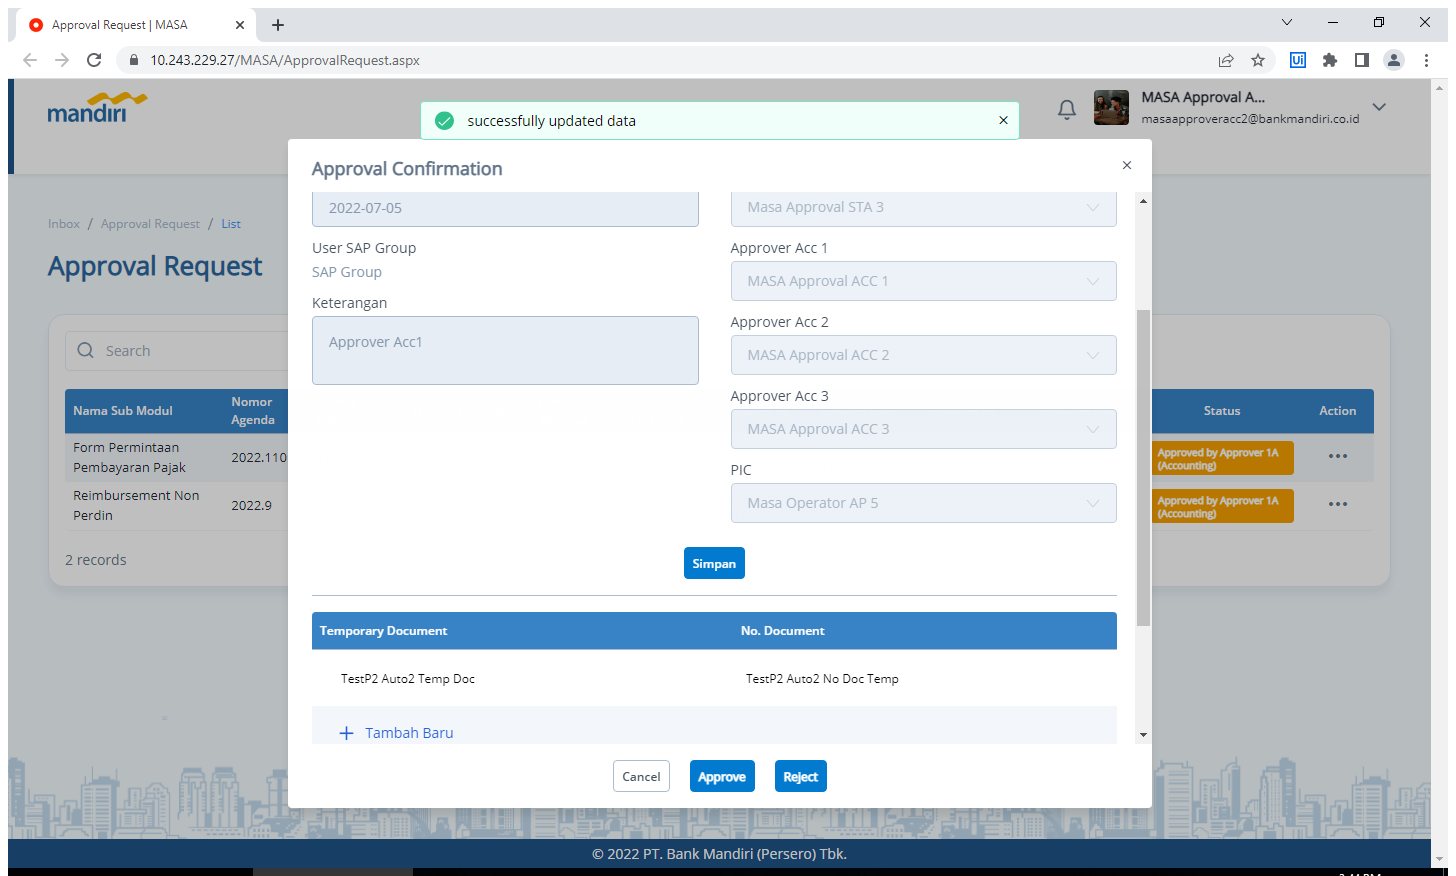 Approval Request | MASA
10.243.229.27/MASA/ApprovalRequest.aspx
Ui
mandiri
successfully updated data
MASA Approval A...
masaapproveracc2@bankmandiri.co.id
Inbox / Approval Request / List
Approval Request
Search
Nama Sub Modul
Nomor
Agenda
Status
Action
Form Permintaan
Pembayaran Pajak
2022.110
Approved by Approver 1A
(Accounting)
Reimbursement Non
Perdin
2022.9
Approved by Approver 1A
(Accounting)
2 records
Approval Confirmation
2022-07-05
Masa Approval STA 3
User SAP Group
SAP Group
Approver Acc 1
MASA Approval ACC 1
Keterangan
Approver Acc1
Approver Acc 2
MASA Approval ACC 2
Approver Acc 3
MASA Approval ACC 3
PIC
Masa Operator AP 5
Simpan
Temporary Document
No. Document
TestP2 Auto2 Temp Doc
TestP2 Auto2 No Doc Temp
+ Tambah Baru
Cancel
Approve
Reject
© 2022 PT. Bank Mandiri (Persero) Tbk.